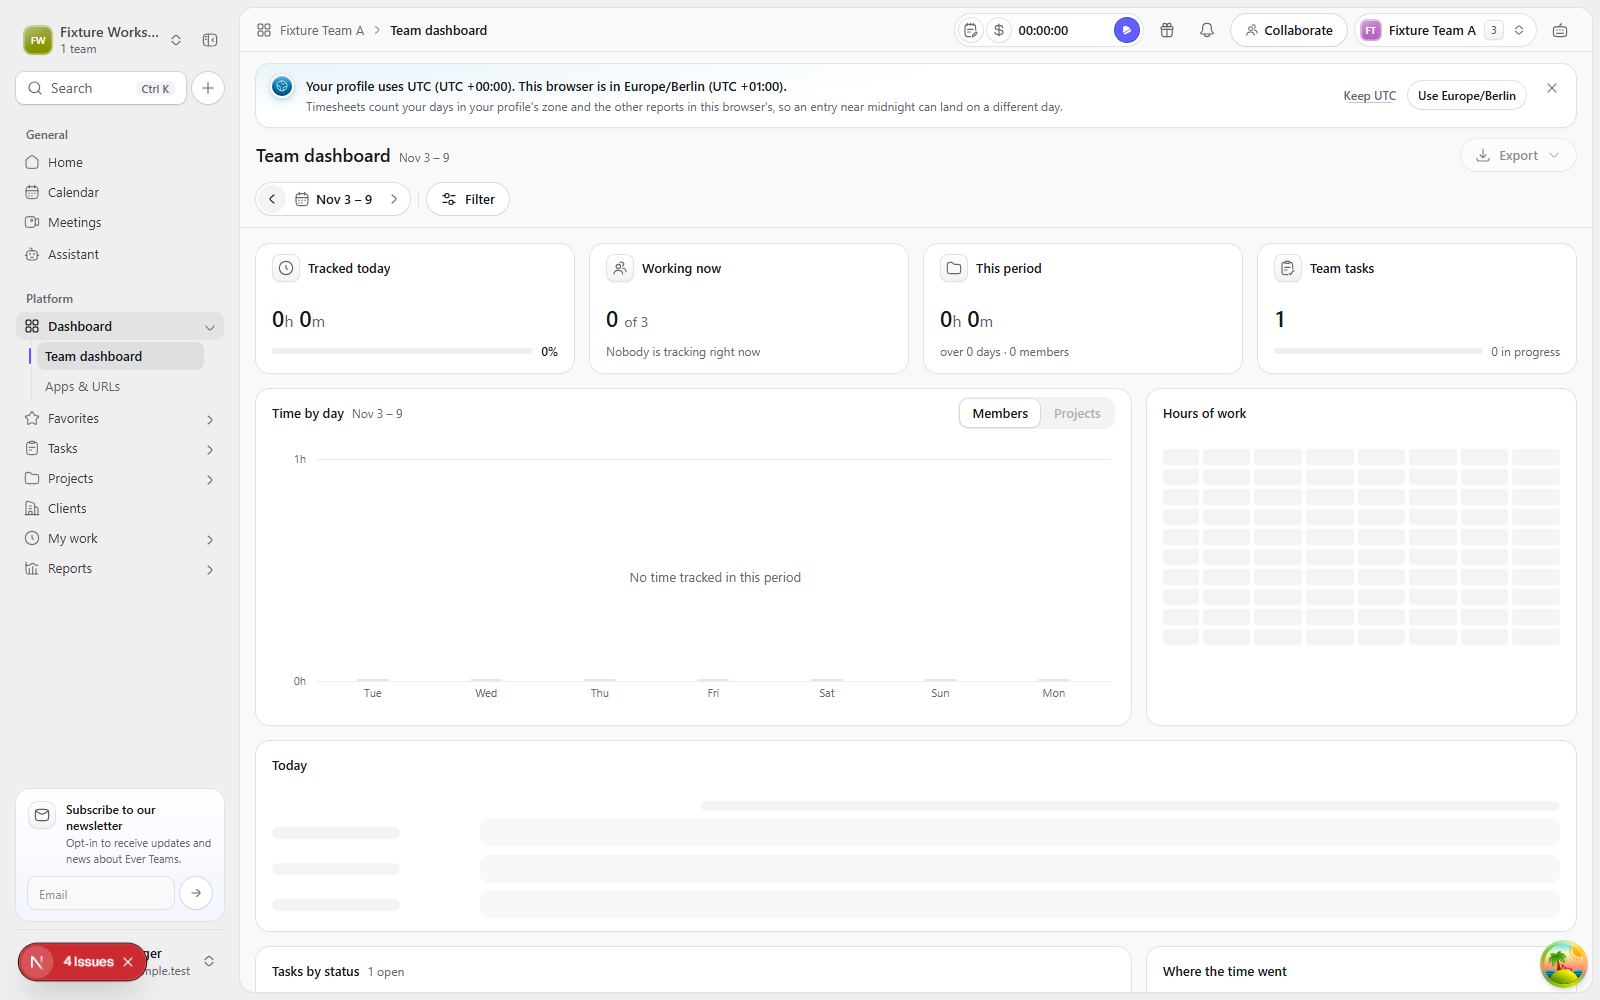 FW
Fixture Works...
1 team
Search
Ctrl K
General
Home
Calendar
Meetings
Assistant
Platform
Dashboard
Team dashboard
Apps & URLs
Favorites
Tasks
Projects
Clients
My work
Reports
Subscribe to our
newsletter
Opt-in to receive updates and
news about Ever Teams.
Email
N
4 Issues
ger
mple.test
Fixture Team A
Team dashboard
$
00:00:00
Collaborate
FT
Fixture Team A
3
Your profile uses UTC (UTC +00:00). This browser is in Europe/Berlin (UTC +01:00).
Timesheets count your days in your profile's zone and the other reports in this browser's, so an entry near midnight can land on a different day.
Keep UTC
Use Europe/Berlin
Team dashboard
Nov 3 – 9
Export
Nov 3 – 9
Filter
Tracked today
0h 0m
0%
Working now
0 of 3
Nobody is tracking right now
This period
0h 0m
over 0 days · 0 members
Team tasks
1
0 in progress
Time by day
Nov 3 – 9
Members
Projects
1h
No time tracked in this period
0h
Tue
Wed
Thu
Fri
Sat
Sun
Mon
Hours of work
Today
Tasks by status
1 open
Where the time went